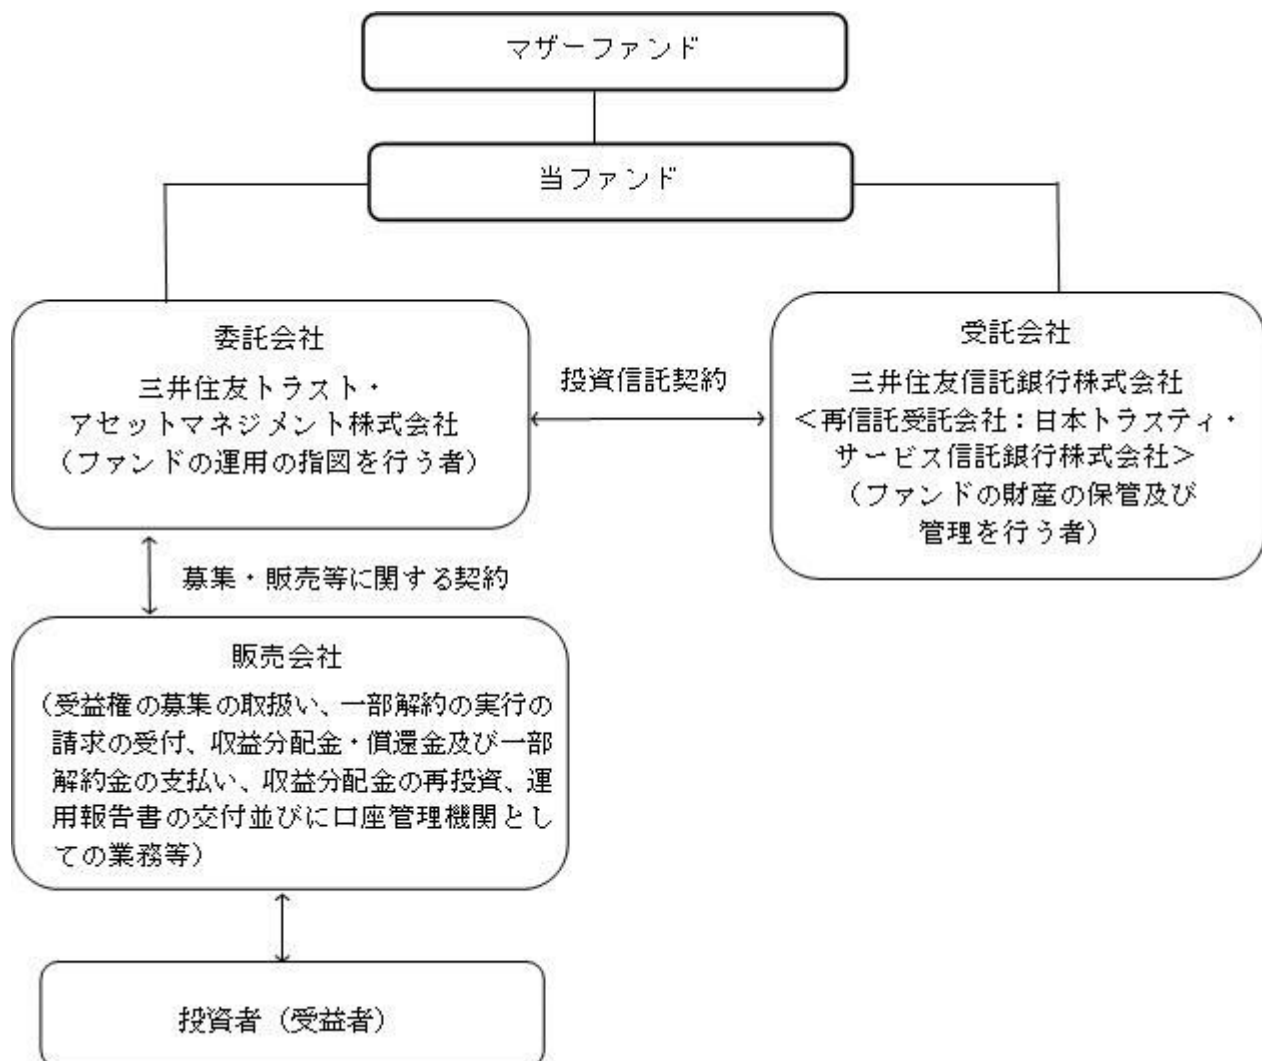 マザーファンド
当ファンド
委託会社
三井住友トラスト・
アセットマネジメント株式会社
（ファンドの運用の指図を行う者）
投資信託契約
受託会社
三井住友信託銀行株式会社
＜再信託受託会社：日本トラスティ・
サービス信託銀行株式会社＞
（ファンドの財産の保管及び
管理を行う者）
募集・販売等に関する契約
販売会社
（受益権の募集の取扱い、一部解約の実行の
請求の受付、収益分配金・償還金及び一部
解約金の支払い、収益分配金の再投資、運
用報告書の交付並びに口座管理機関とし
ての業務等）
投資者（受益者）